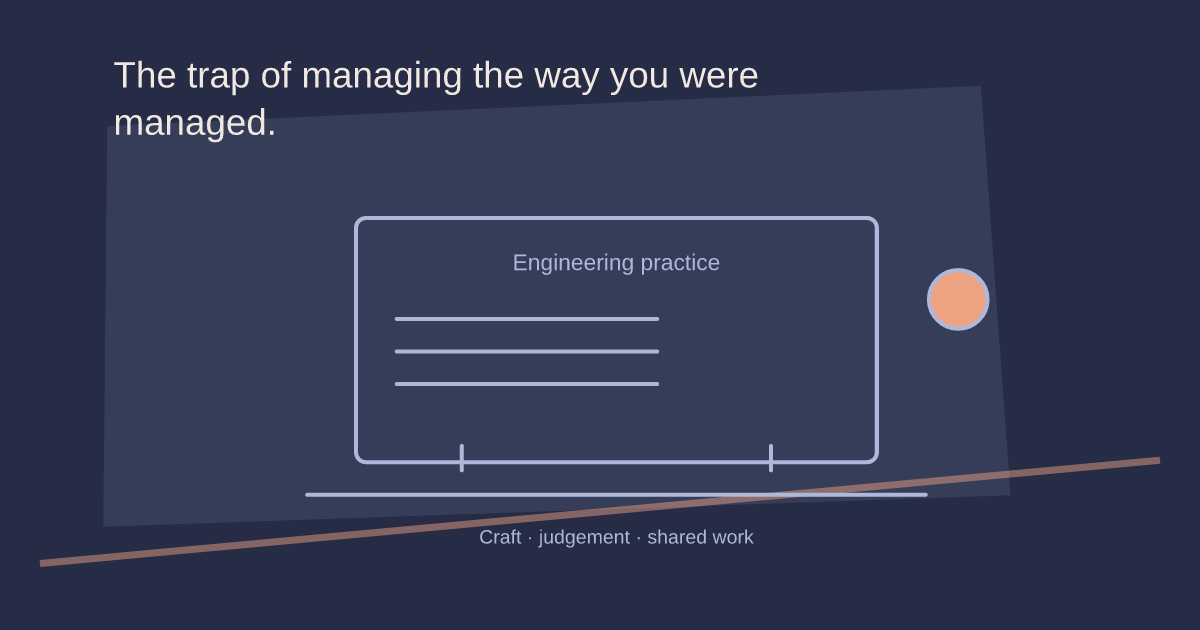 The trap of managing the way you were
managed.
Engineering practice
Craft · judgement · shared work